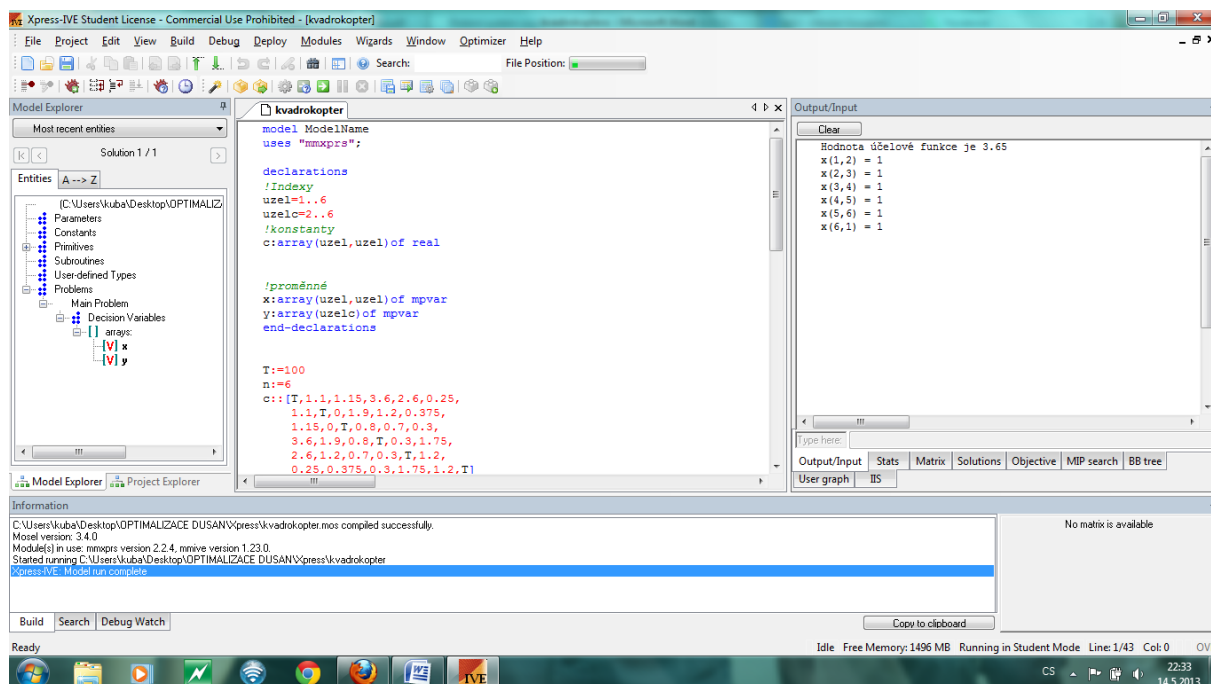 Xpress-IVE Student License - Commercial Use Prohibited - [kvadrokopter]
File Project Edit View Build Debug Deploy Modules Wizards Window Optimizer Help
Search: File Position:
Model Explorer
Most recent entities
Solution 1 / 1
Entities A --> Z
(C:\Users\kuba\Desktop\OPTIMALIZA
Parameters
Constants
Primitives
Subroutines
User-defined Types
Problems
Main Problem
Decision Variables
[ ] arrays:
[V] x
[V] y
Model Explorer Project Explorer
kvadrokopter
model ModelName
uses "mmxprs";
declarations
!Indexy
uzel=1..6
uzelc=2..6
!konstanty
c:array(uzel,uzel)of real
!proměnné
x:array(uzel,uzel)of mpvar
y:array(uzelc)of mpvar
end-declarations
T:=100
n:=6
c::[T,1.1,1.15,3.6,2.6,0.25,
1.1,T,0,1.9,1.2,0.375,
1.15,0,T,0.8,0.7,0.3,
3.6,1.9,0.8,T,0.3,1.75,
2.6,1.2,0.7,0.3,T,1.2,
0.25,0.375,0.3,1.75,1.2,T]
Output/Input
Clear
Hodnota účelové funkce je 3.65
x(1,2) = 1
x(2,3) = 1
x(3,4) = 1
x(4,5) = 1
x(5,6) = 1
x(6,1) = 1
Type here:
Output/Input Stats Matrix Solutions Objective MIP search BB tree
User graph IIS
Information
C:\Users\kuba\Desktop\OPTIMALIZACE DUSAN\Xpress\kvadrokopter.mos compiled successfully.
Mosel version: 3.4.0
Module(s) in use: mmxprs version 2.2.4, mmive version 1.23.0.
Started running C:\Users\kuba\Desktop\OPTIMALIZACE DUSAN\Xpress\kvadrokopter
Xpress-IVE: Model run complete
No matrix is available
Build Search Debug Watch
Copy to clipboard
Ready
Idle Free Memory: 1496 MB Running in Student Mode Line: 1/43 Col: 0 OV
IVE
CS
22:33
14.5.2013